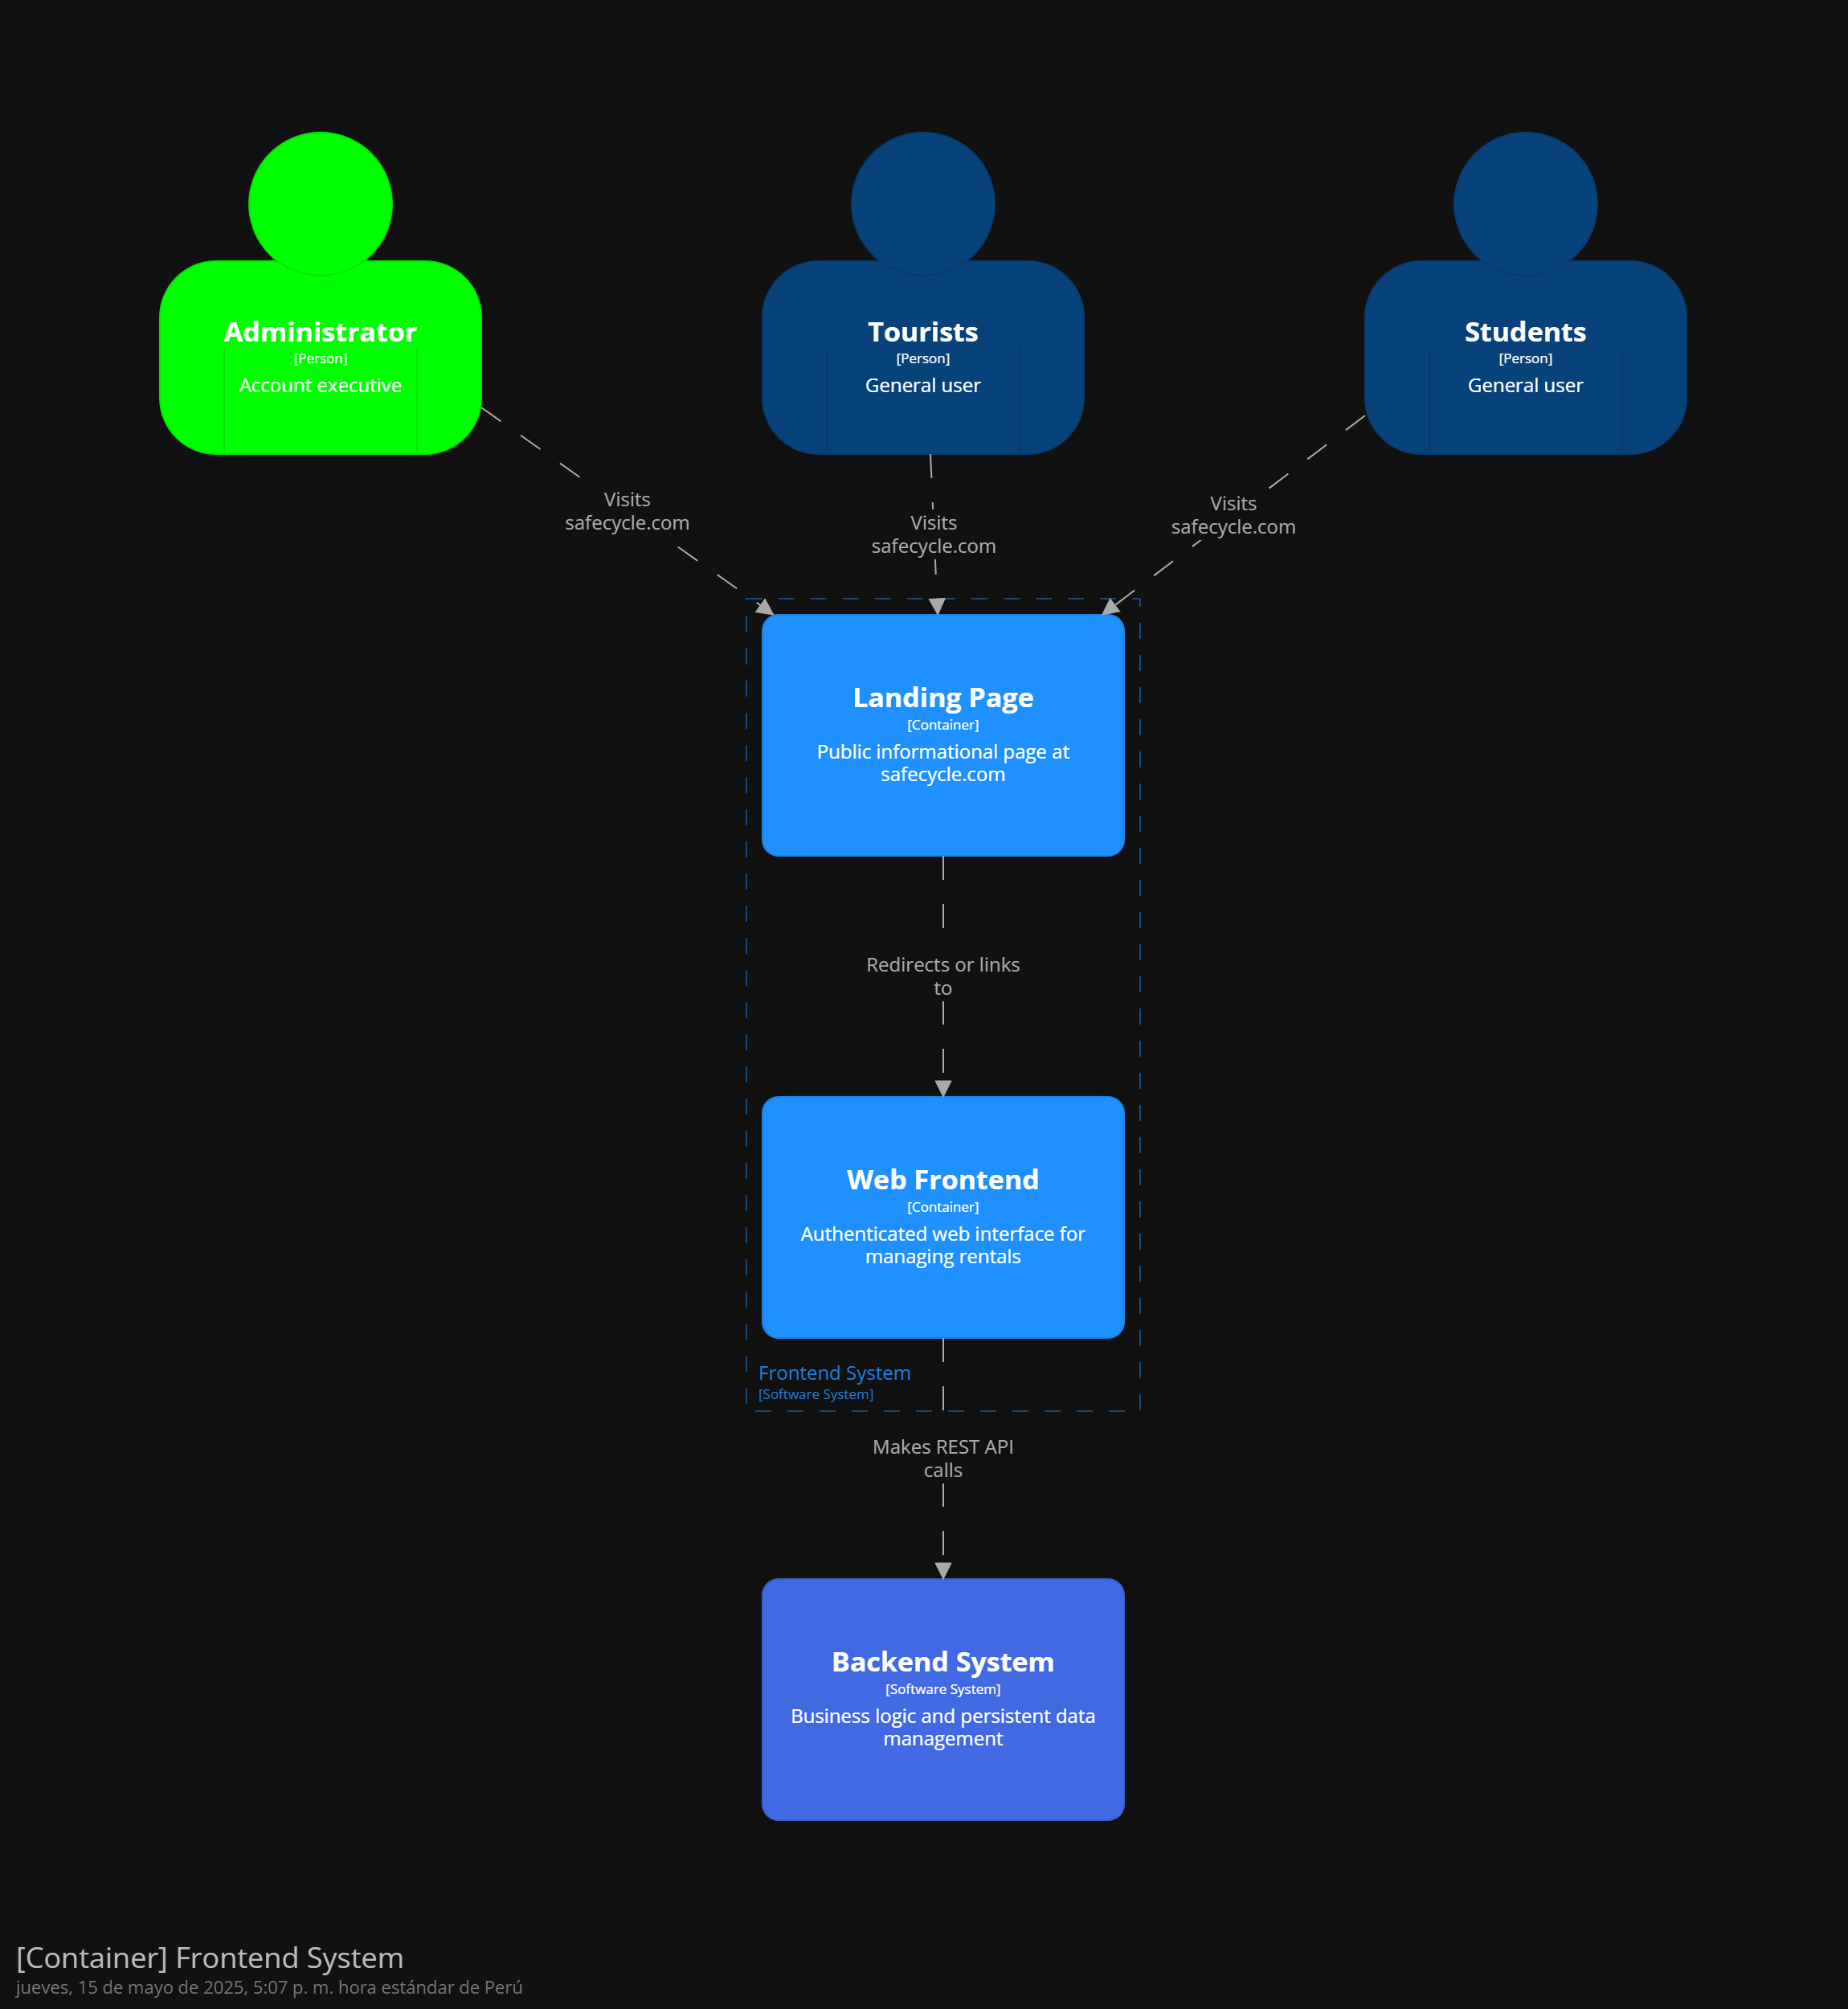 Administrator
[Person]
Account executive
Tourists
[Person]
General user
Students
[Person]
General user
Visits
safecycle.com
Visits
safecycle.com
Visits
safecycle.com
Landing Page
[Container]
Public informational page at
safecycle.com
Redirects or links
to
Web Frontend
[Container]
Authenticated web interface for
managing rentals
Frontend System
[Software System]
Makes REST API
calls
Backend System
[Software System]
Business logic and persistent data
management
[Container] Frontend System
jueves, 15 de mayo de 2025, 5:07 p. m. hora estándar de Perú